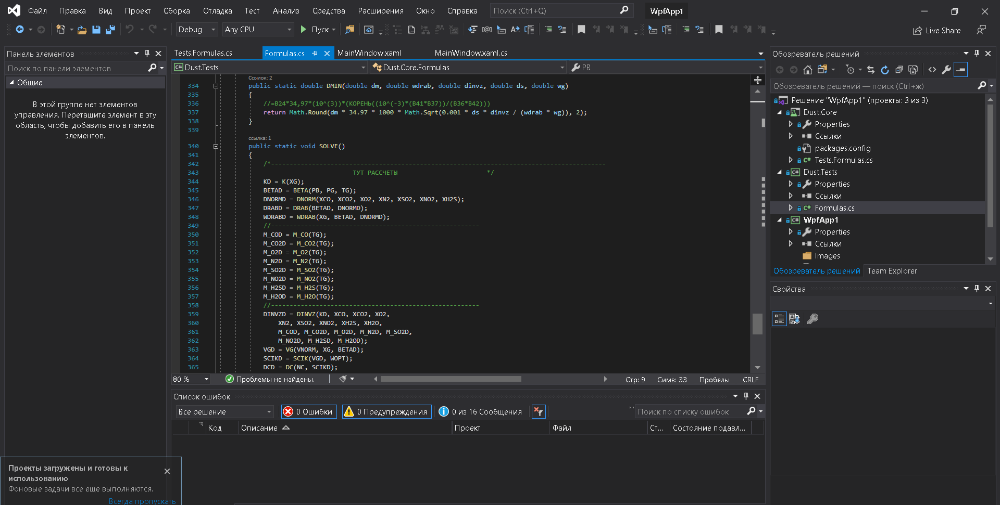 Файл Правка Вид Проект Сборка Отладка Тест Анализ Средства Расширения Окно Справка Поиск (Ctrl+Q) WpfApp1
Debug Any CPU Пуск Live Share
Панель элементов
Поиск по панели элементов
Общие
В этой группе нет элементов
управления. Перетащите элемент в эту
область, чтобы добавить его в панель
элементов.
Tests.Formulas.cs Formulas.cs MainWindow.xaml MainWindow.xaml.cs
Dust.Tests Dust.Core.Formulas PB
Ссылок: 2
334 public static double DMIN(double dm, double wdrab, double dinvz, double ds, double wg)
335 {
336 //=B24*34,97*(10^(3))*(КОРЕНЬ((10^(-3)*(B41*B37))/(B36*B42)))
337 return Math.Round(dm * 34.97 * 1000 * Math.Sqrt(0.001 * ds * dinvz / (wdrab * wg)), 2);
338 }
339
ссылка: 1
340 public static void SOLVE()
341 {
342 /*------------------------------------------------------------------------------------------
343 ТУТ РАССЧЕТЫ */
344 KD = K(XG);
345 BETAD = BETA(PB, PG, TG);
346 DNORMD = DNORM(XCO, XCO2, XO2, XN2, XSO2, XNO2, XH2S);
347 DRABD = DRAB(BETAD, DNORMD);
348 WDRABD = WDRAB(XG, BETAD, DNORMD);
349 //--------------------------------------------------------
350 M_COD = M_CO(TG);
351 M_CO2D = M_CO2(TG);
352 M_O2D = M_O2(TG);
353 M_N2D = M_N2(TG);
354 M_SO2D = M_SO2(TG);
355 M_NO2D = M_NO2(TG);
356 M_H2SD = M_H2S(TG);
357 M_H2OD = M_H2O(TG);
358 //--------------------------------------------------------
359 DINVZD = DINVZ(KD, XCO, XCO2, XO2,
360 XN2, XSO2, XNO2, XH2S, XH2O,
361 M_COD, M_CO2D, M_O2D, M_N2D, M_SO2D,
362 M_NO2D, M_H2SD, M_H2OD);
363 VGD = VG(VNORM, XG, BETAD);
364 SCIKD = SCIK(VGD, WOPT);
365 DCD = DC(NC, SCIKD);
80 % Проблемы не найдены. Стр: 9 Симв: 33 Пробелы CRLF
Список ошибок
Все решение 0 Ошибки 0 Предупреждения 0 из 16 Сообщения Поиск по списку ошибок
Код Описание Проект Файл Ст... Состояние подавл...
Обозреватель решений
Обозреватель решений — поиск (Ctrl+ж)
Решение "WpfApp1" (проекты: 3 из 3)
Dust.Core
Properties
Ссылки
packages.config
Tests.Formulas.cs
Dust.Tests
Properties
Ссылки
Formulas.cs
WpfApp1
Properties
Ссылки
Images
Обозреватель решений Team Explorer
Свойства
Проекты загружены и готовы к
использованию
Фоновые задачи все еще выполняются.
Всегда пропускать